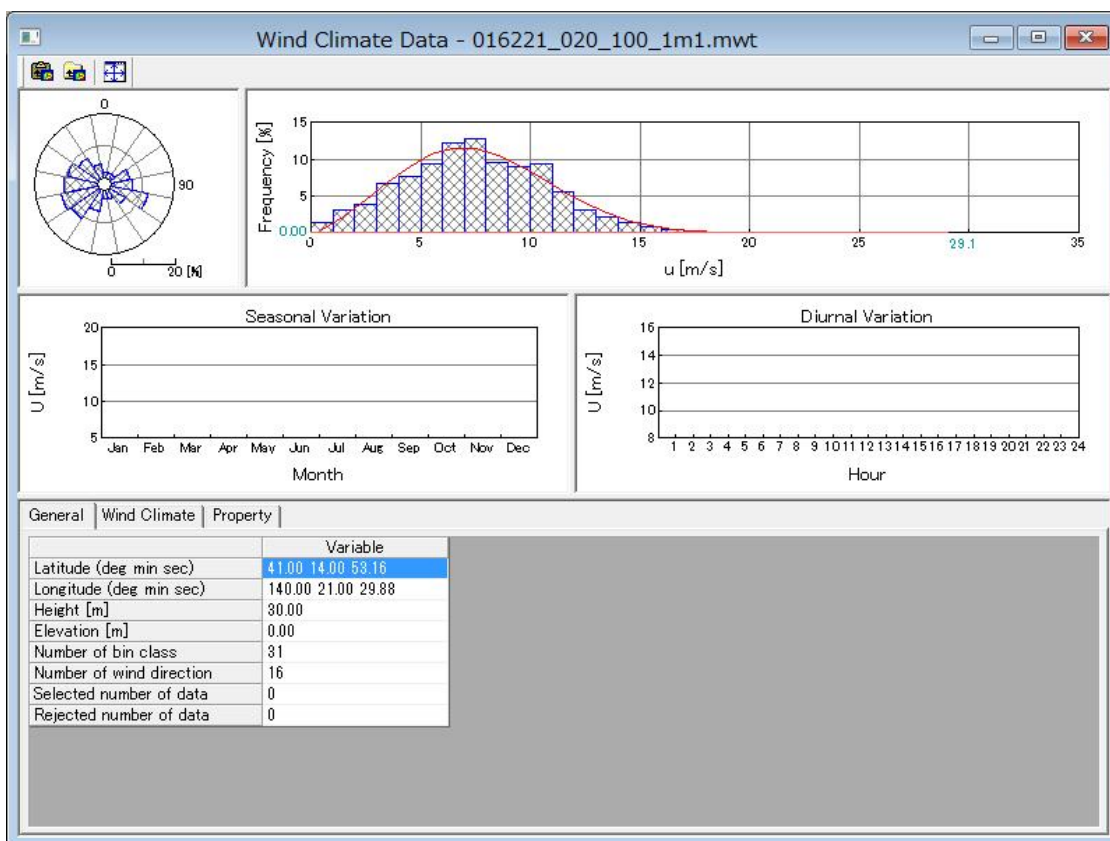 Wind Climate Data - 016221_020_100_1m1.mwt
0
90
0 20 [%]
Frequency [%]
15
10
5
0.00
0 5 10 15 20 25 29.1 35
u [m/s]
Seasonal Variation
U [m/s]
20
15
10
5
Jan Feb Mar Apr May Jun Jul Aug Sep Oct Nov Dec
Month
Diurnal Variation
U [m/s]
16
14
12
10
8
1 2 3 4 5 6 7 8 9 10 11 12 13 14 15 16 17 18 19 20 21 22 23 24
Hour
General Wind Climate Property
Variable
Latitude (deg min sec) 41.00 14.00 53.16
Longitude (deg min sec) 140.00 21.00 29.88
Height [m] 30.00
Elevation [m] 0.00
Number of bin class 31
Number of wind direction 16
Selected number of data 0
Rejected number of data 0